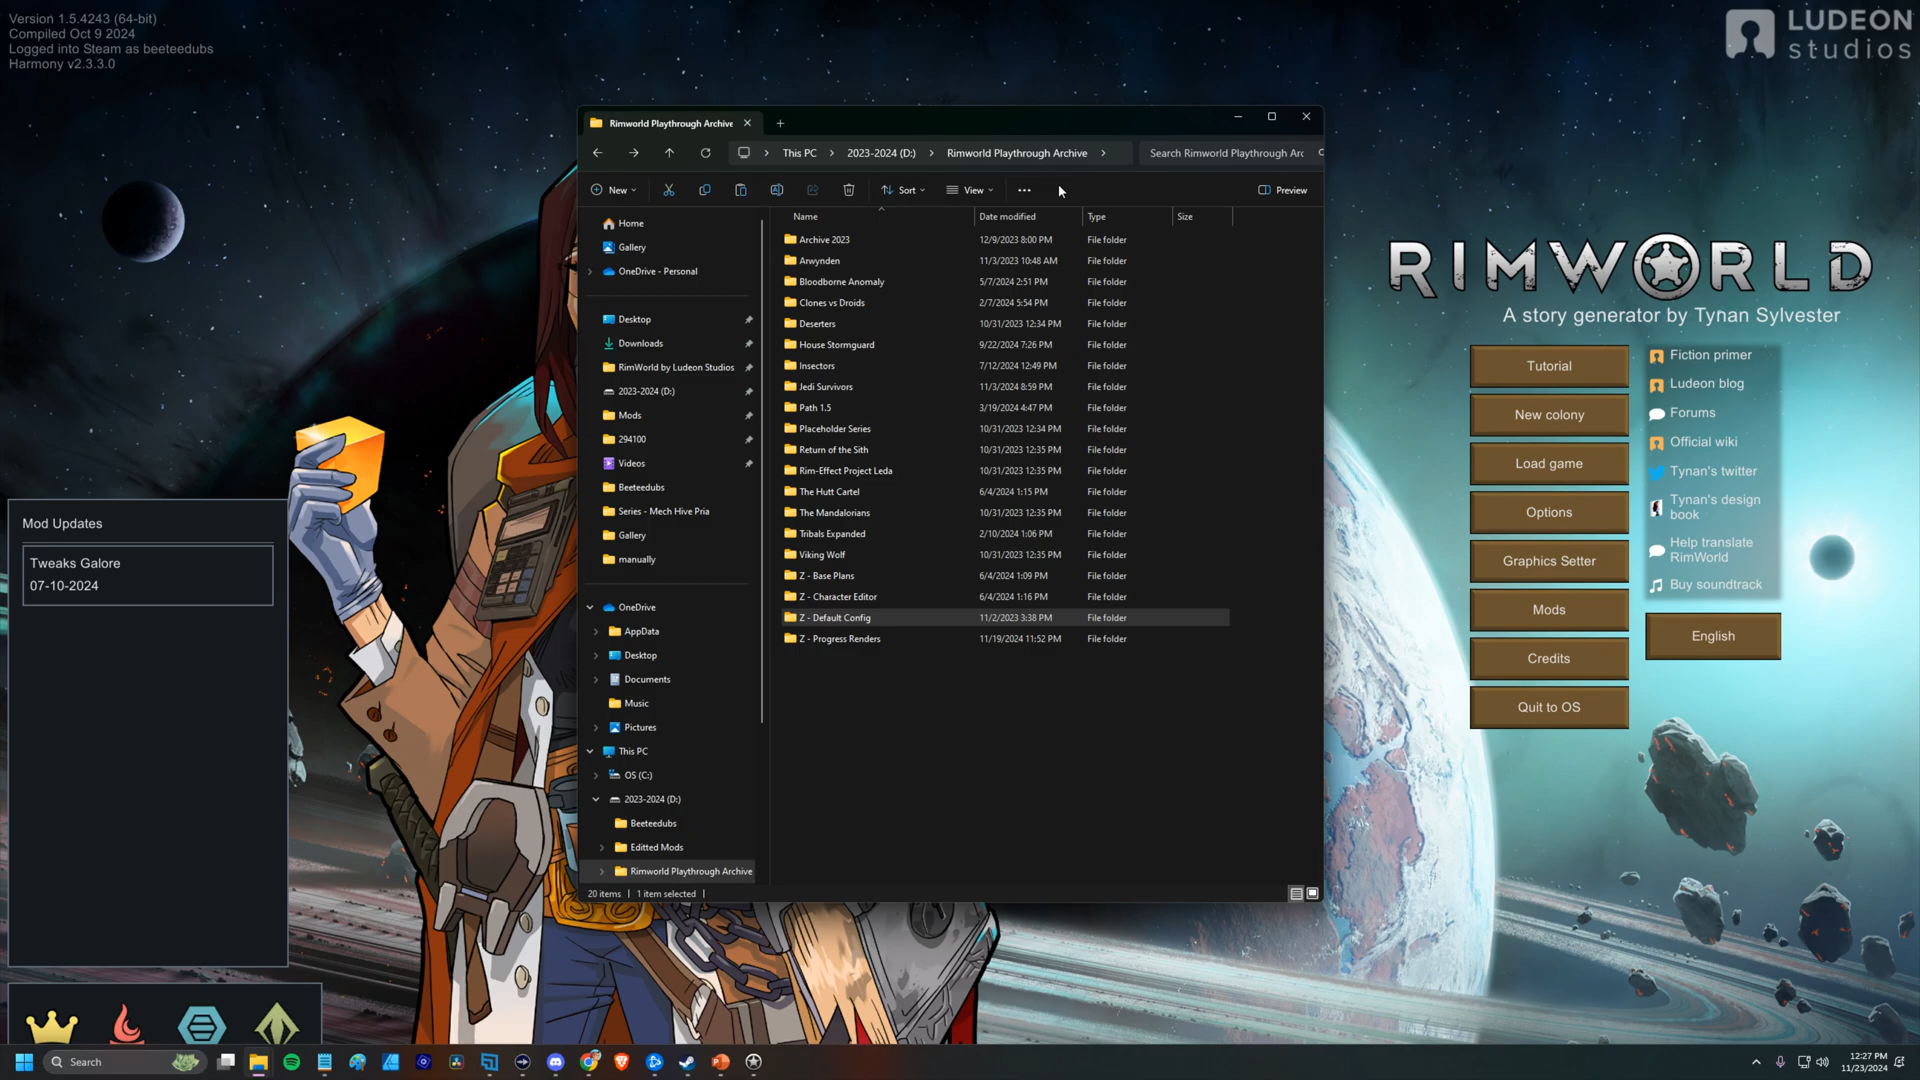 Version 1.5.4243 (64-bit)
Compiled Oct 9 2024
Logged into Steam as beeteedubs
Harmony v2.3.3.0
LUDEON
studios
Rimworld Playthrough Archive
This PC
2023-2024 (D:)
Rimworld Playthrough Archive
Search Rimworld Playthrough Arc
New
Sort
View
Preview
Name
Date modified
Type
Size
Archive 2023 12/9/2023 8:00 PM File folder
Arwynden 11/3/2023 10:48 AM File folder
Bloodborne Anomaly 5/7/2024 2:51 PM File folder
Clones vs Droids 2/7/2024 5:54 PM File folder
Deserters 10/31/2023 12:34 PM File folder
House Stormguard 9/22/2024 7:26 PM File folder
Insectors 7/12/2024 12:49 PM File folder
Jedi Survivors 11/3/2024 8:59 PM File folder
Path 1.5 3/19/2024 4:47 PM File folder
Placeholder Series 10/31/2023 12:34 PM File folder
Return of the Sith 10/31/2023 12:35 PM File folder
Rim-Effect Project Leda 10/31/2023 12:35 PM File folder
The Hutt Cartel 6/4/2024 1:15 PM File folder
The Mandalorians 10/31/2023 12:35 PM File folder
Tribals Expanded 2/10/2024 1:06 PM File folder
Viking Wolf 10/31/2023 12:35 PM File folder
Z - Base Plans 6/4/2024 1:09 PM File folder
Z - Character Editor 6/4/2024 1:16 PM File folder
Z - Default Config 11/2/2023 3:38 PM File folder
Z - Progress Renders 11/19/2024 11:52 PM File folder
Home
Gallery
OneDrive - Personal
Desktop
Downloads
RimWorld by Ludeon Studios
2023-2024 (D:)
Mods
294100
Videos
Beeteedubs
Series - Mech Hive Pria
Gallery
manually
OneDrive
AppData
Desktop
Documents
Music
Pictures
This PC
OS (C:)
2023-2024 (D:)
Beeteedubs
Editted Mods
Rimworld Playthrough Archive
20 items
1 item selected
RIMWORLD
A story generator by Tynan Sylvester
Tutorial
New colony
Load game
Options
Graphics Setter
Mods
Credits
Quit to OS
Fiction primer
Ludeon blog
Forums
Official wiki
Tynan's twitter
Tynan's design
book
Help translate
RimWorld
Buy soundtrack
English
Mod Updates
Tweaks Galore
07-10-2024
Search
12:27 PM
11/23/2024